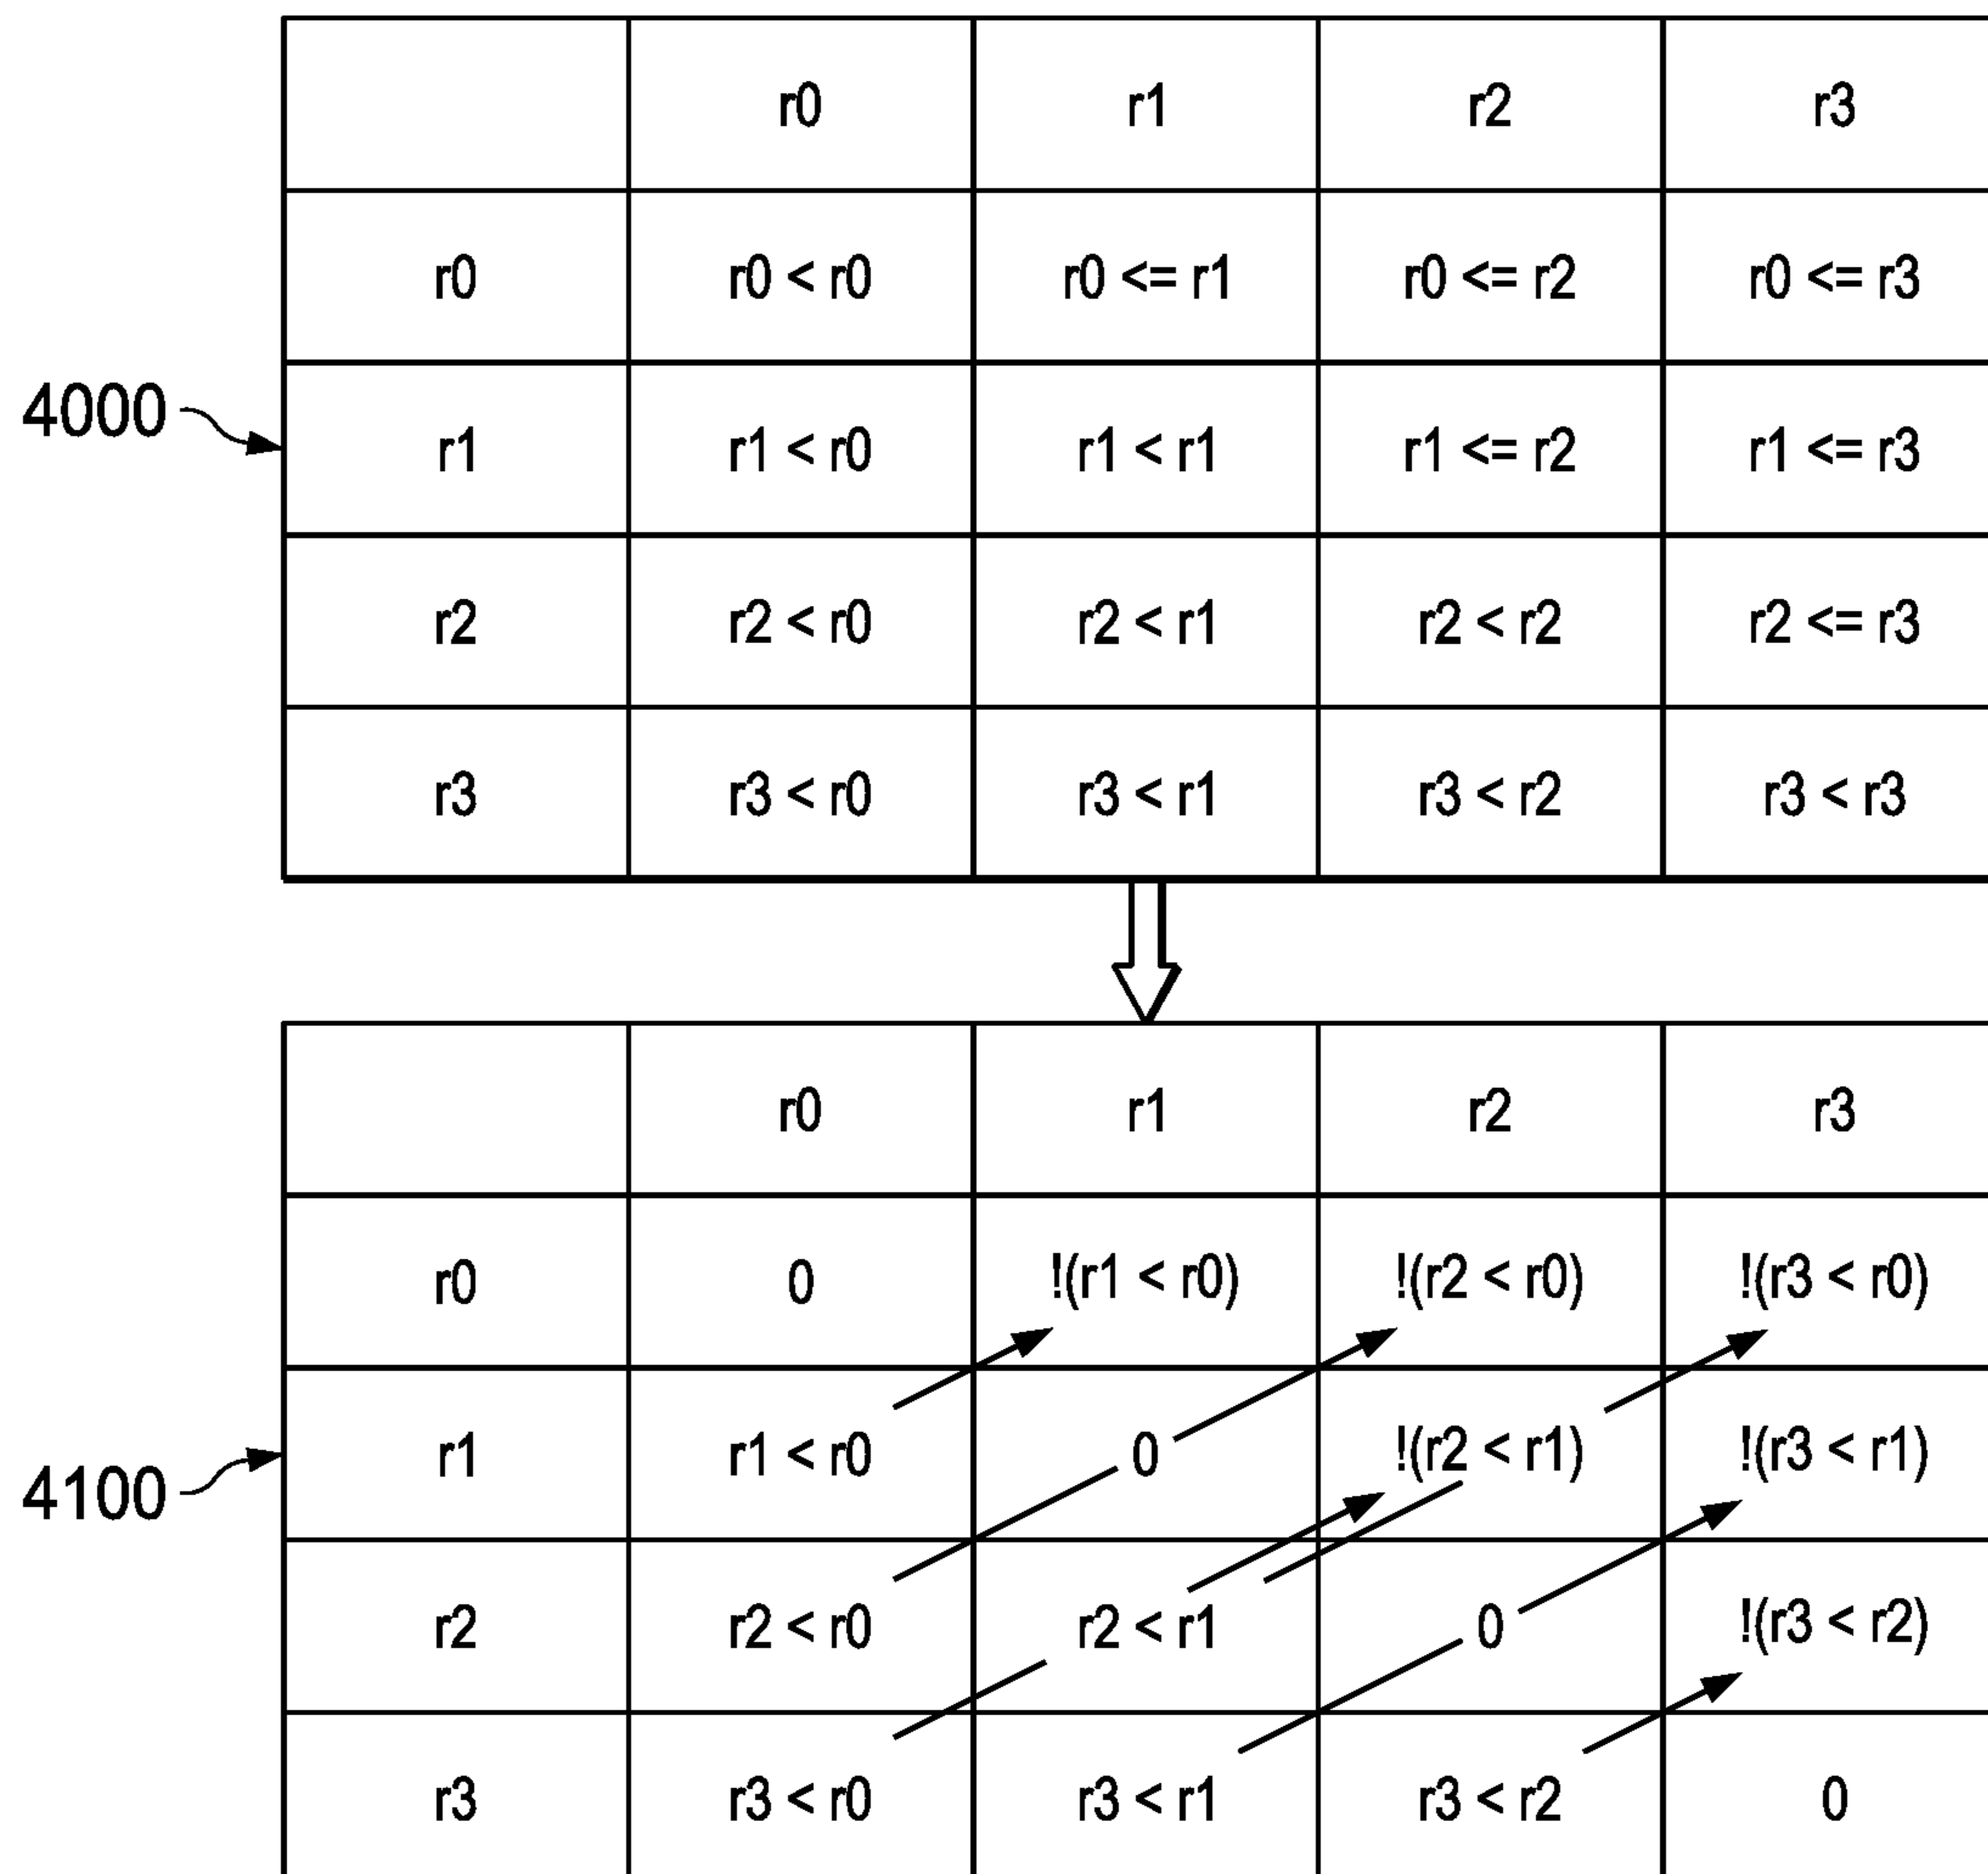 r0 r1 r2 r3
r0 r0 < r0 r0 <= r1 r0 <= r2 r0 <= r3
4000 r1 r1 < r0 r1 < r1 r1 <= r2 r1 <= r3
r2 r2 < r0 r2 < r1 r2 < r2 r2 <= r3
r3 r3 < r0 r3 < r1 r3 < r2 r3 < r3
r0 r1 r2 r3
r0 0 !(r1 < r0) !(r2 < r0) !(r3 < r0)
4100 r1 r1 < r0 0 !(r2 < r1) !(r3 < r1)
r2 r2 < r0 r2 < r1 0 !(r3 < r2)
r3 r3 < r0 r3 < r1 r3 < r2 0